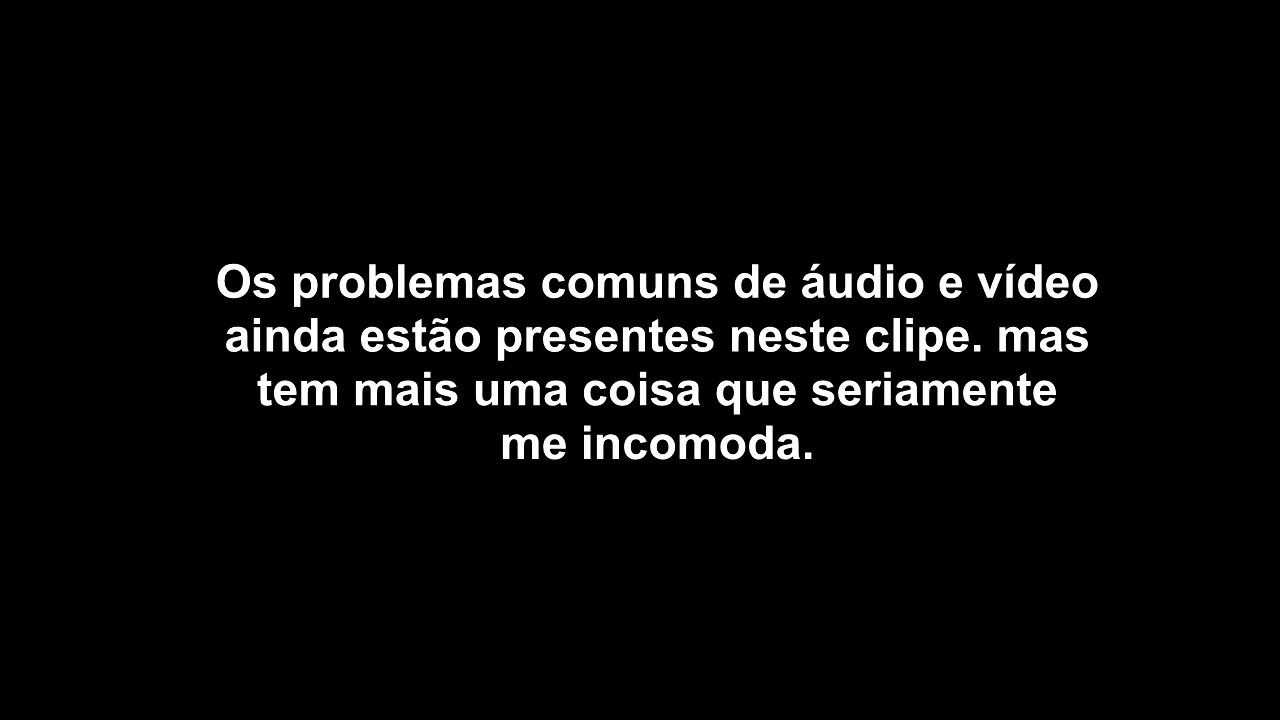 Os problemas comuns de áudio e vídeo
ainda estão presentes neste clipe. mas
tem mais uma coisa que seriamente
me incomoda.